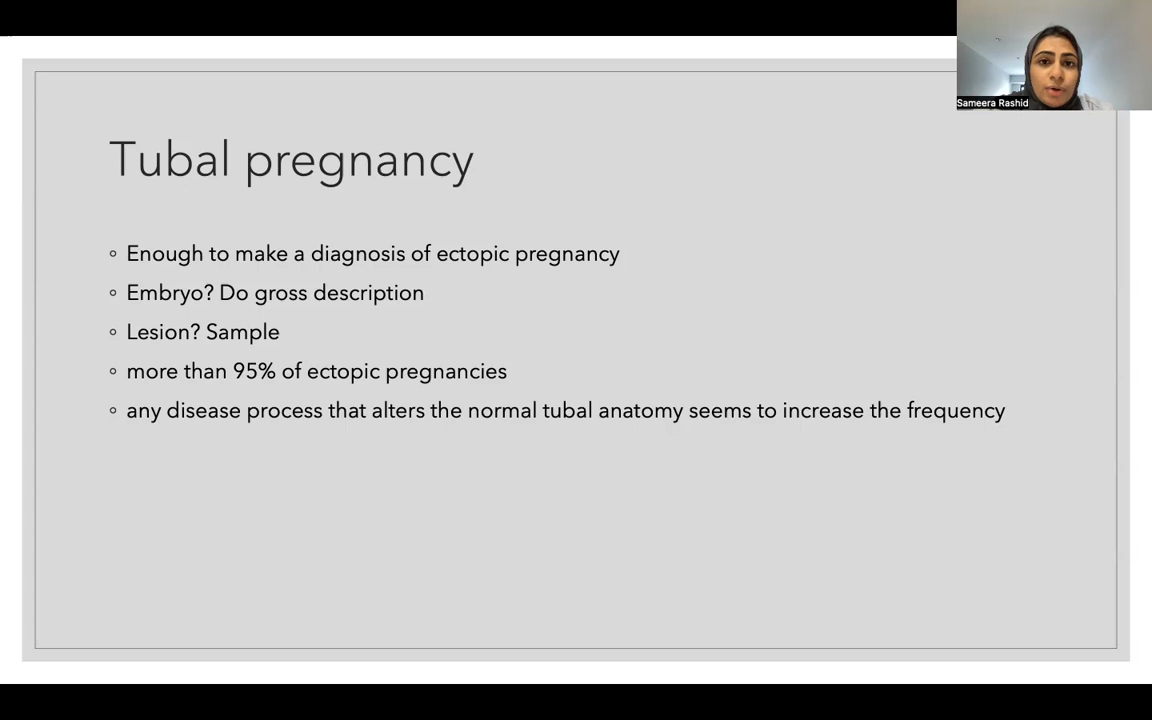 Sameera Rashid
Tubal pregnancy
Enough to make a diagnosis of ectopic pregnancy
Embryo? Do gross description
Lesion? Sample
more than 95% of ectopic pregnancies
any disease process that alters the normal tubal anatomy seems to increase the frequency